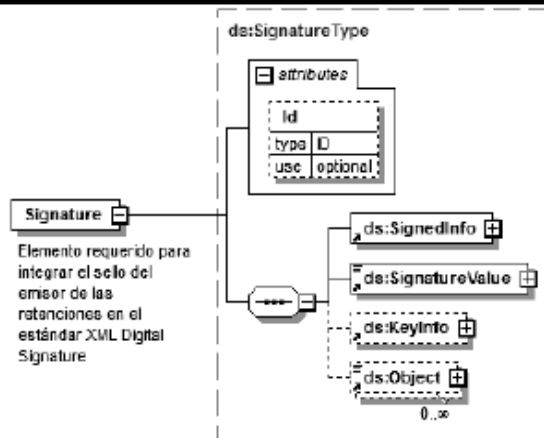 ds:SignatureType
attributes
Id
type ID
use optional
Signature
Elemento requerido para
integrar el sello del
emisor de las
retenciones en el
estándar XML Digital
Signature
ds:SignedInfo
ds:SignatureValue
ds:KeyInfo
ds:Object
0..∞